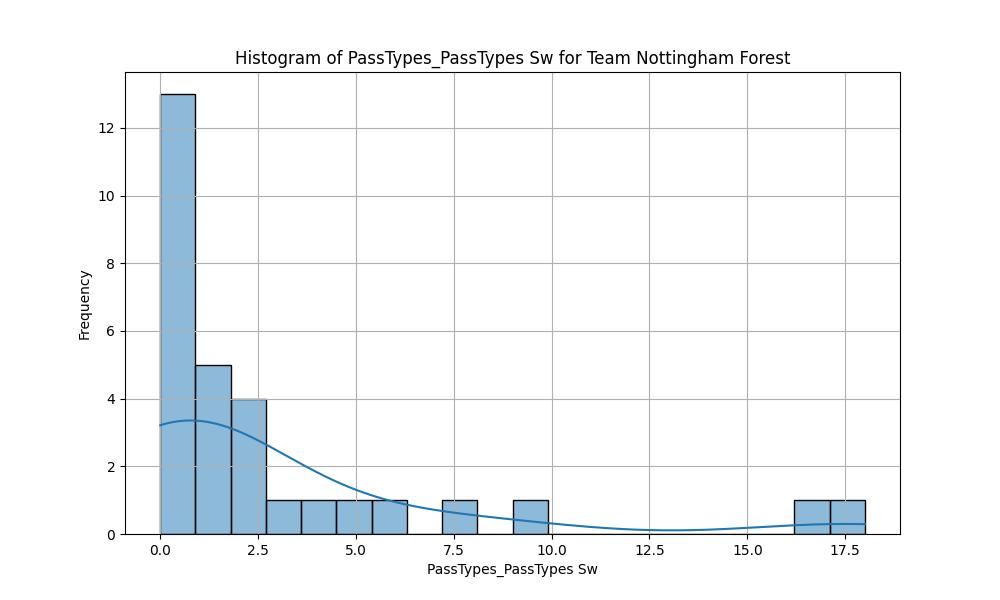 Histogram of PassTypes_PassTypes Sw for Team Nottingham Forest
Frequency
12
10
8
6
4
2
0
0.0 2.5 5.0 7.5 10.0 12.5 15.0 17.5
PassTypes_PassTypes Sw